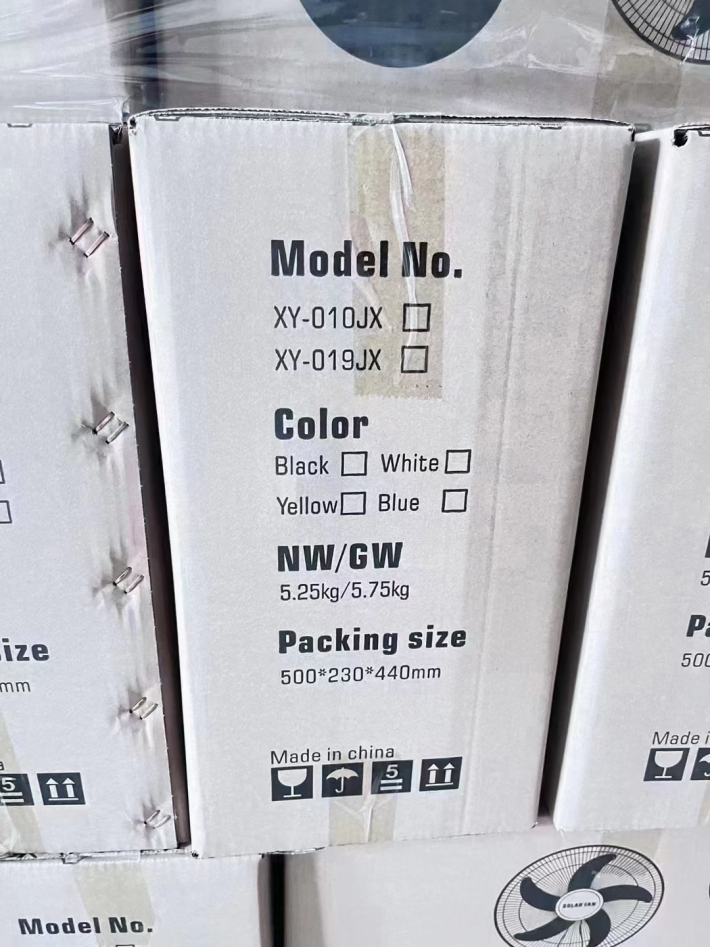 Model No.
XY-010JX
XY-019JX
Color
Black White
Yellow Blue
NW/GW
5.25kg/5.75kg
Packing size
500*230*440mm
Made in china
5
ize
mm
a
5
5
Pa
500
Made i
Model No.
SOLAR FAN